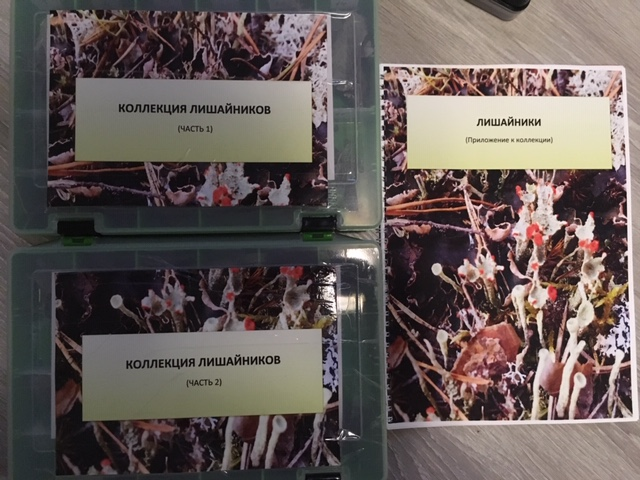 КОЛЛЕКЦИЯ ЛИШАЙНИКОВ
(ЧАСТЬ 1)
ЛИШАЙНИКИ
(Приложение к коллекции)
КОЛЛЕКЦИЯ ЛИШАЙНИКОВ
(ЧАСТЬ 2)